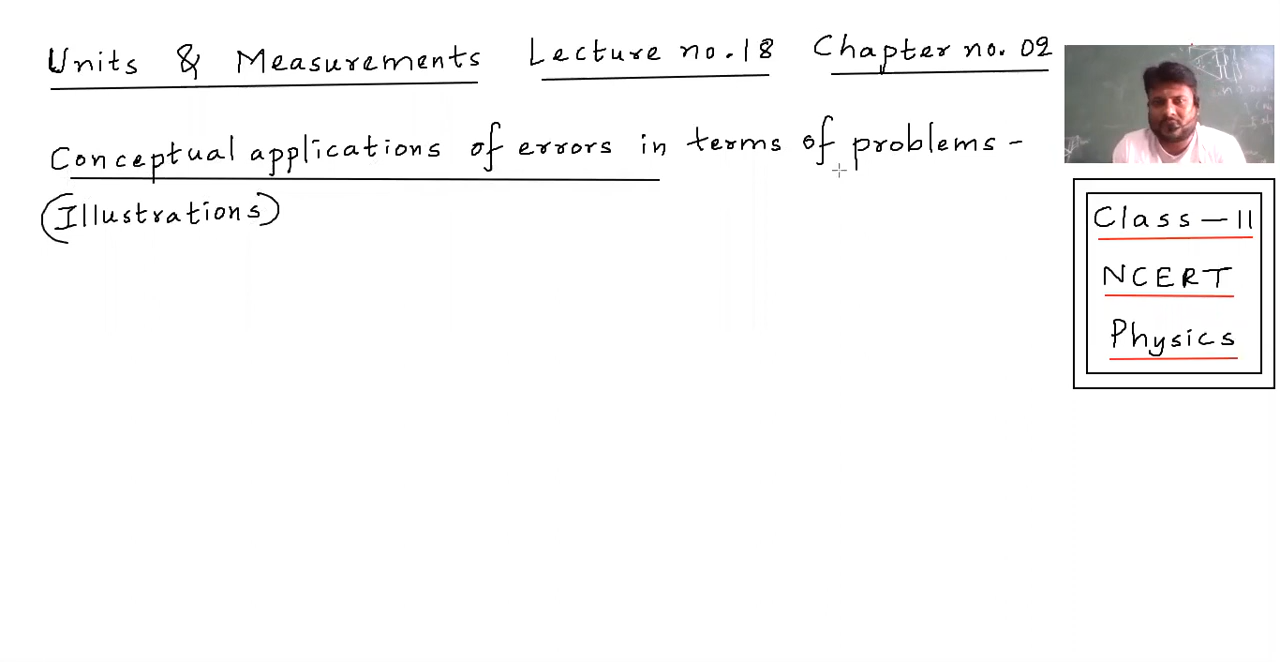 Units & Measurements Lecture no.18 Chapter no. 02
Conceptual applications of errors in terms of problems -
(Illustrations)
Class - 11
NCERT
Physics